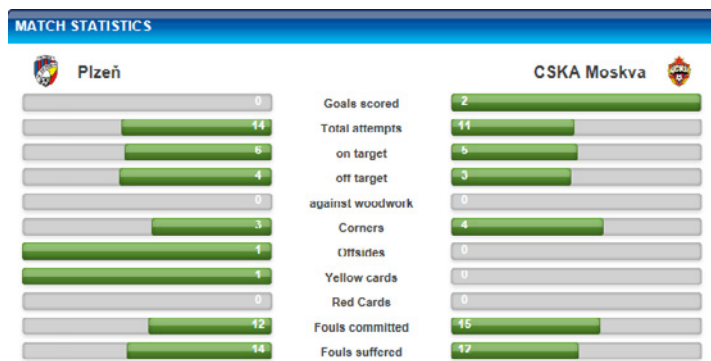 MATCH STATISTICS
Plzeň CSKA Moskva
0 Goals scored 2
14 Total attempts 11
6 on target 5
4 off target 3
0 against woodwork 0
3 Corners 4
1 Offsides 0
1 Yellow cards 0
0 Red Cards 0
12 Fouls committed 15
14 Fouls suffered 12